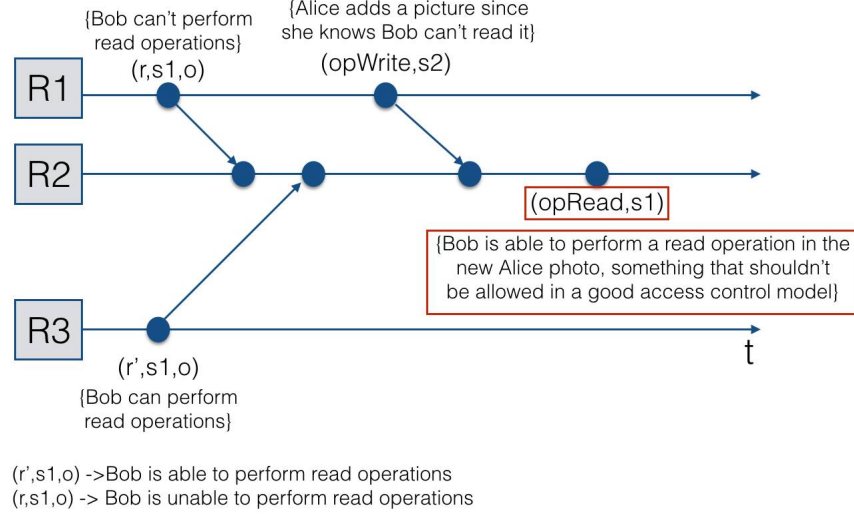 {Bob can't perform
read operations}
(r,s1,o)
{Alice adds a picture since
she knows Bob can't read it}
(opWrite,s2)
R1
R2
(opRead,s1)
{Bob is able to perform a read operation in the
new Alice photo, something that shouldn't
be allowed in a good access control model}
R3
t
(r',s1,o)
{Bob can perform
read operations}
(r',s1,o) ->Bob is able to perform read operations
(r,s1,o) -> Bob is unable to perform read operations